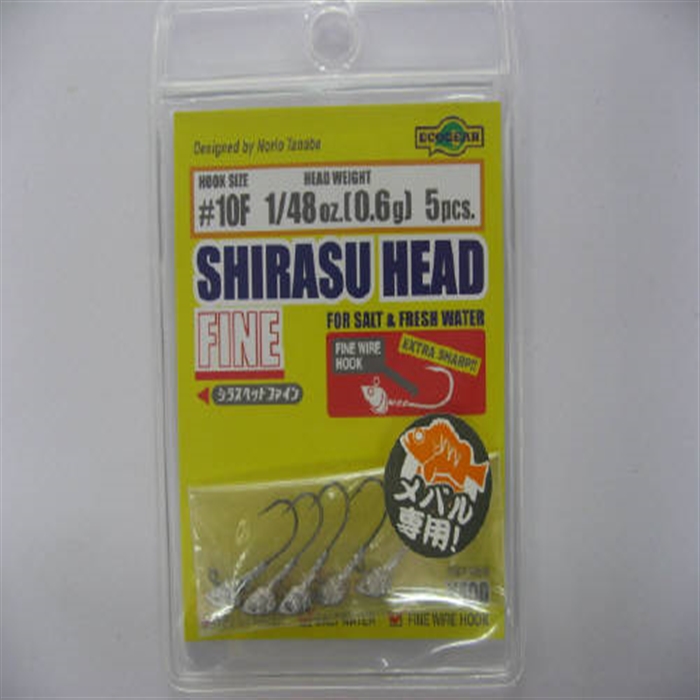 Designed by Norio Tanabe
ECOGEAR
HOOK SIZE
HEAD WEIGHT
#10F 1/48 oz.(0.6g) 5pcs.
SHIRASU HEAD
FINE
FOR SALT & FRESH WATER
FINE WIRE
HOOK
EXTRA SHARP!!
シラスヘッドファイン
メバル
専用!
SALT WATER
FINE WIRE HOOK